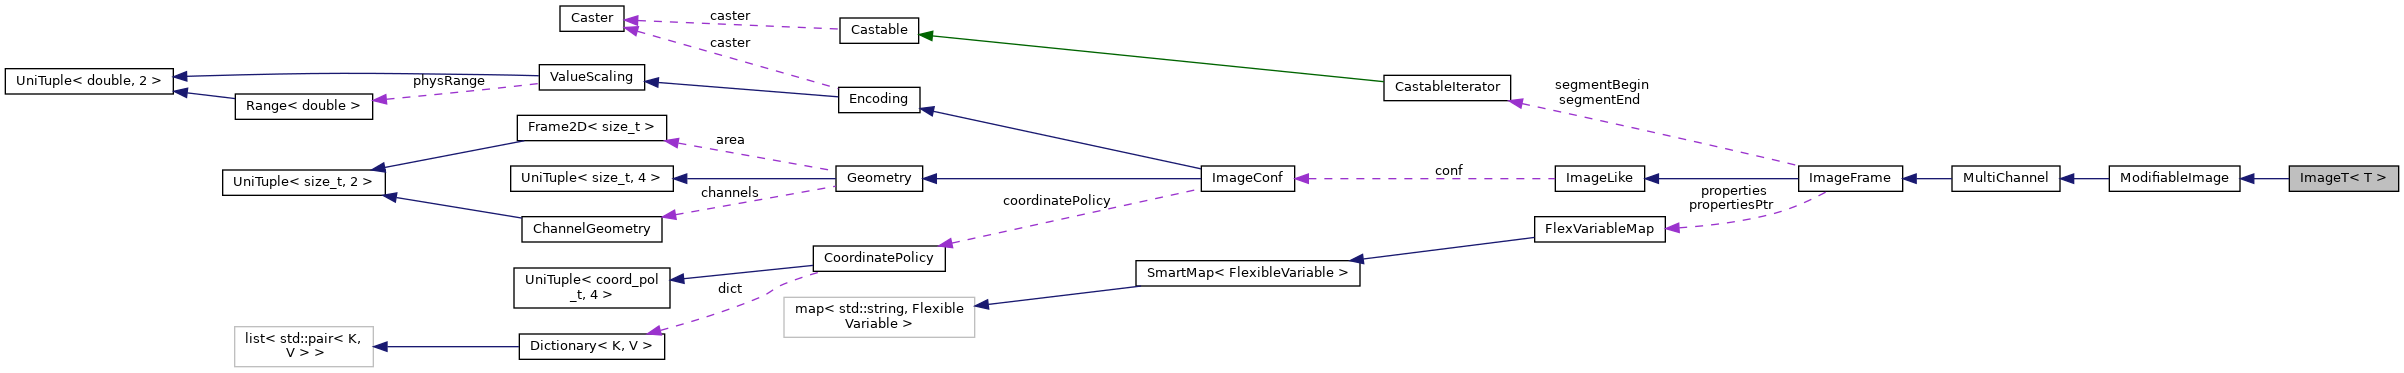 Caster
caster
Castable
caster
UniTuple< double, 2 >
ValueScaling
physRange
Range< double >
Encoding
CastableIterator
segmentBegin
segmentEnd
Frame2D< size_t >
area
UniTuple< size_t, 2 >
UniTuple< size_t, 4 >
Geometry
channels
ImageConf
conf
ImageLike
ImageFrame
MultiChannel
ModifiableImage
ImageT< T >
properties
propertiesPtr
coordinatePolicy
ChannelGeometry
FlexVariableMap
CoordinatePolicy
UniTuple< coord_pol
_t, 4 >
dict
SmartMap< FlexibleVariable >
map< std::string, Flexible
Variable >
list< std::pair< K,
V > >
Dictionary< K, V >